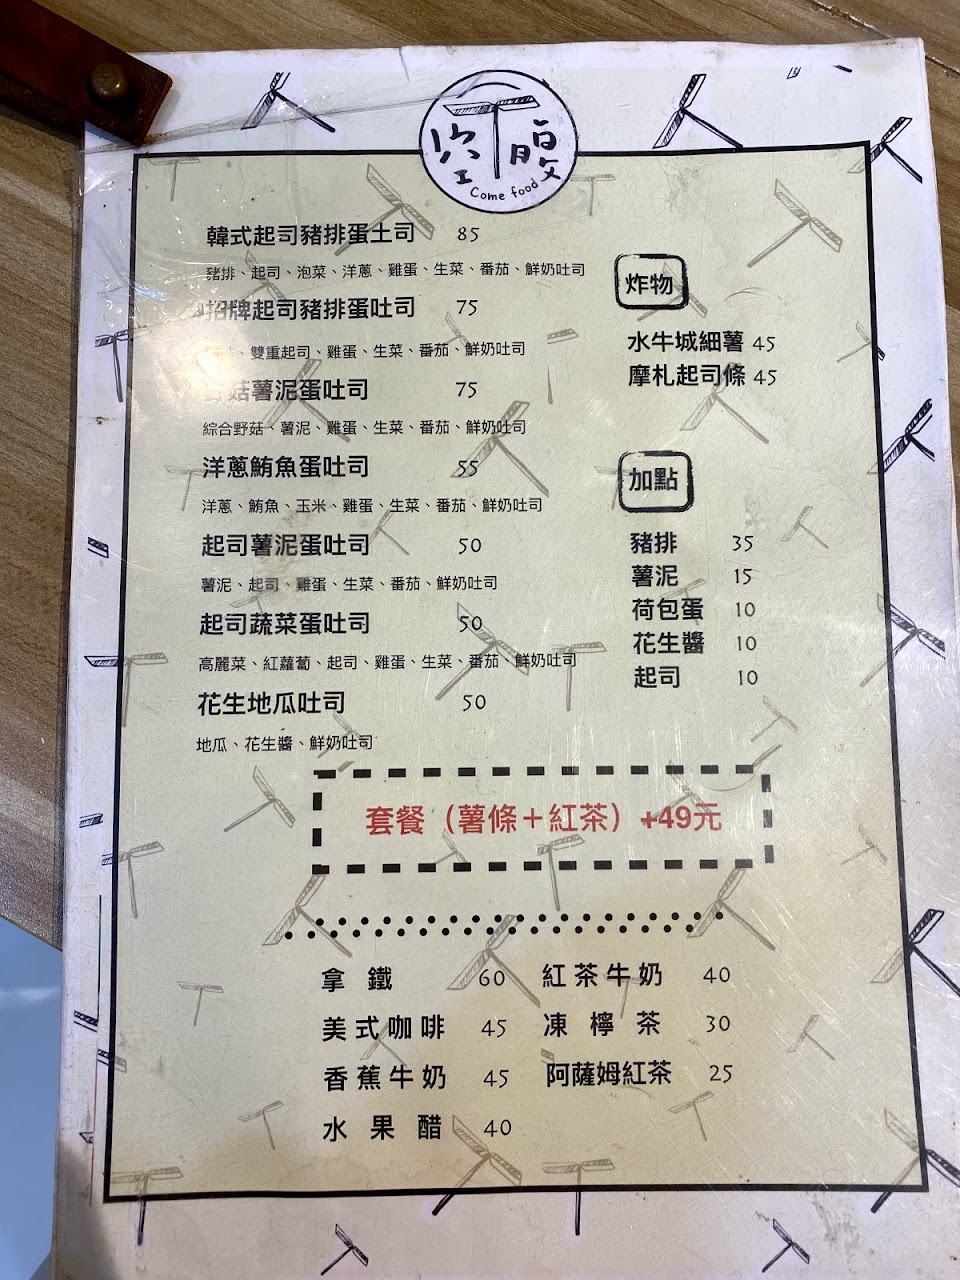 空腹
Come food
韓式起司豬排蛋土司 85
豬排、起司、泡菜、洋蔥、雞蛋、生菜、番茄、鮮奶吐司
招牌起司豬排蛋吐司 75
雙重起司、雞蛋、生菜、番茄、鮮奶吐司
菇薯泥蛋吐司 75
綜合野菇、薯泥、雞蛋、生菜、番茄、鮮奶吐司
洋蔥鮪魚蛋吐司 55
洋蔥、鮪魚、玉米、雞蛋、生菜、番茄、鮮奶吐司
起司薯泥蛋吐司 50
薯泥、起司、雞蛋、生菜、番茄、鮮奶吐司
起司蔬菜蛋吐司 50
高麗菜、紅蘿蔔、起司、雞蛋、生菜、番茄、鮮奶吐司
花生地瓜吐司 50
地瓜、花生醬、鮮奶吐司
炸物
水牛城細薯 45
摩札起司條 45
加點
豬排 35
薯泥 15
荷包蛋 10
花生醬 10
起司 10
套餐（薯條＋紅茶）+49元
拿鐵 60
美式咖啡 45
香蕉牛奶 45
水果醋 40
紅茶牛奶 40
凍檸茶 30
阿薩姆紅茶 25